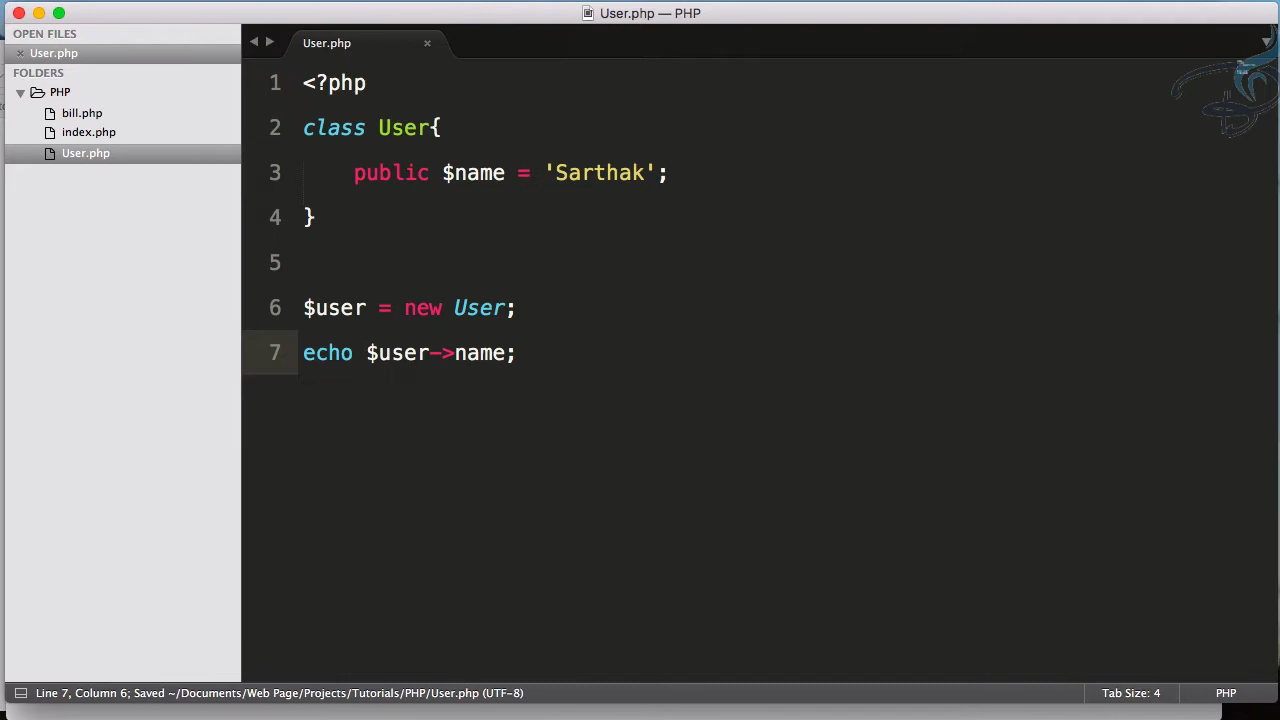 User.php — PHP
OPEN FILES
User.php
FOLDERS
PHP
bill.php
index.php
User.php
User.php
1 <?php
2 class User{
3 public $name = 'Sarthak';
4 }
5
6 $user = new User;
7 echo $user->name;
Line 7, Column 6; Saved ~/Documents/Web Page/Projects/Tutorials/PHP/User.php (UTF-8)
Tab Size: 4
PHP